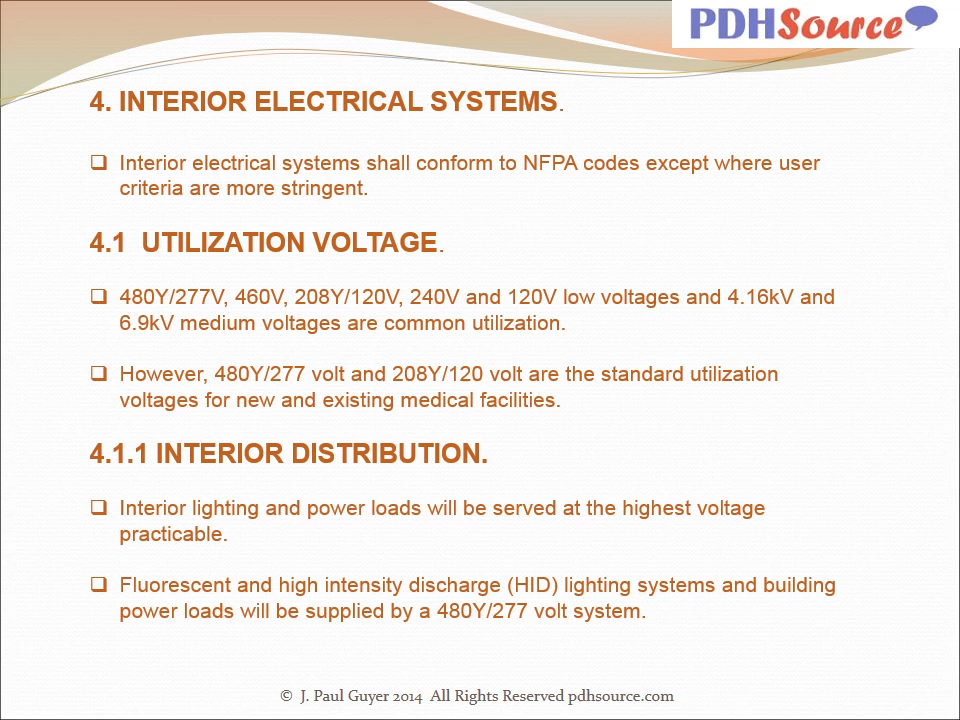 PDHSource
4. INTERIOR ELECTRICAL SYSTEMS.
Interior electrical systems shall conform to NFPA codes except where user
criteria are more stringent.
4.1 UTILIZATION VOLTAGE.
480Y/277V, 460V, 208Y/120V, 240V and 120V low voltages and 4.16kV and
6.9kV medium voltages are common utilization.
However, 480Y/277 volt and 208Y/120 volt are the standard utilization
voltages for new and existing medical facilities.
4.1.1 INTERIOR DISTRIBUTION.
Interior lighting and power loads will be served at the highest voltage
practicable.
Fluorescent and high intensity discharge (HID) lighting systems and building
power loads will be supplied by a 480Y/277 volt system.
© J. Paul Guyer 2014 All Rights Reserved pdhsource.com